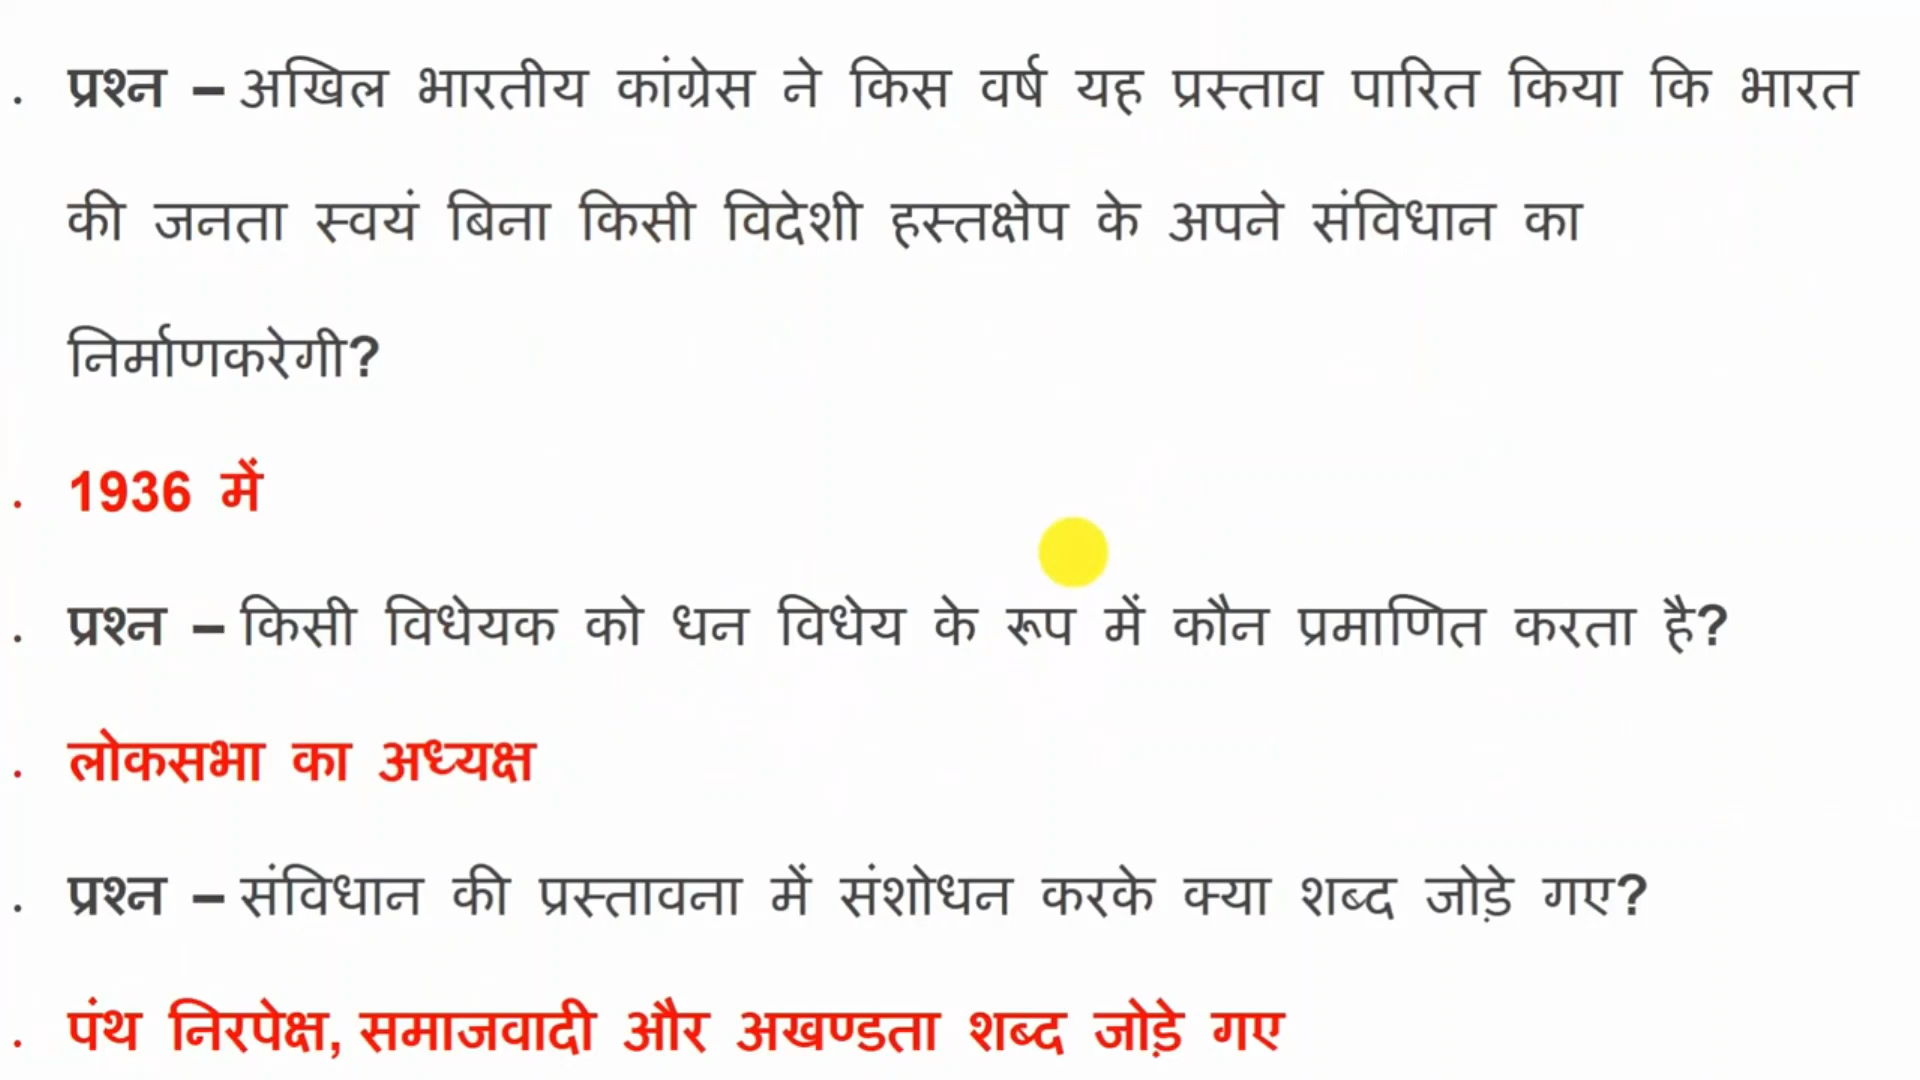 . प्रश्न – अखिल भारतीय कांग्रेस ने किस वर्ष यह प्रस्ताव पारित किया कि भारत
की जनता स्वयं बिना किसी विदेशी हस्तक्षेप के अपने संविधान का
निर्माणकरेगी?
. 1936 में
. प्रश्न – किसी विधेयक को धन विधेय के रूप में कौन प्रमाणित करता है?
. लोकसभा का अध्यक्ष
. प्रश्न – संविधान की प्रस्तावना में संशोधन करके क्या शब्द जोड़े गए?
. पंथ निरपेक्ष, समाजवादी और अखण्डता शब्द जोड़े गए